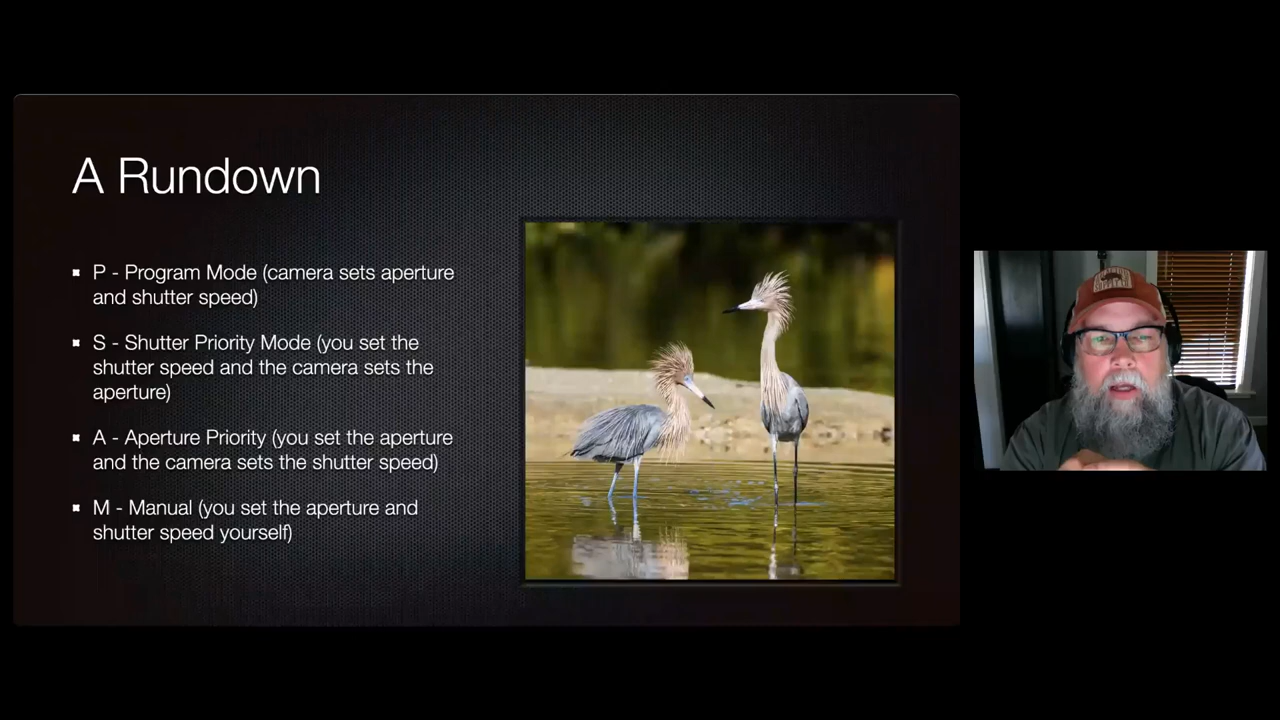 A Rundown
P - Program Mode (camera sets aperture
and shutter speed)
S - Shutter Priority Mode (you set the
shutter speed and the camera sets the
aperture)
A - Aperture Priority (you set the aperture
and the camera sets the shutter speed)
M - Manual (you set the aperture and
shutter speed yourself)